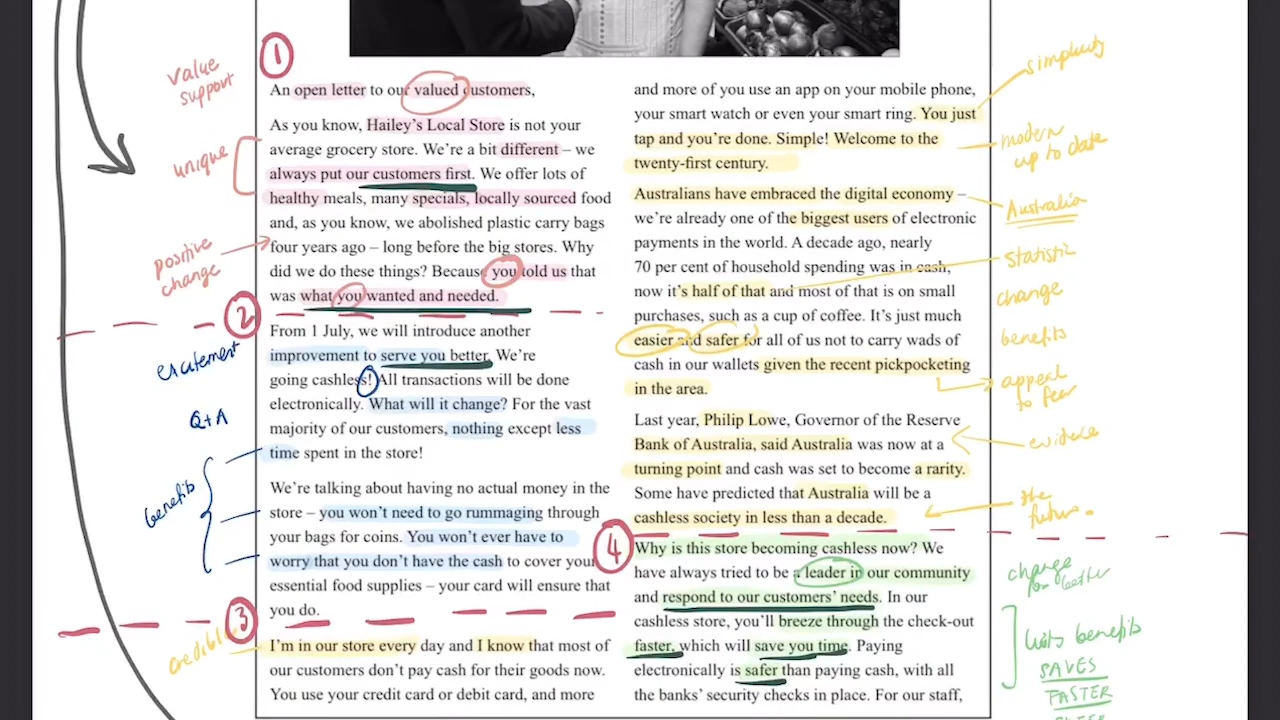 1
value
support
unique
positive
change
An open letter to our valued customers,
As you know, Hailey's Local Store is not your
average grocery store. We're a bit different – we
always put our customers first. We offer lots of
healthy meals, many specials, locally sourced food
and, as you know, we abolished plastic carry bags
four years ago – long before the big stores. Why
did we do these things? Because you told us that
was what you wanted and needed.
2
excitement
Q+A
benefits
From 1 July, we will introduce another
improvement to serve you better. We're
going cashless! All transactions will be done
electronically. What will it change? For the vast
majority of our customers, nothing except less
time spent in the store!
We're talking about having no actual money in the
store – you won't need to go rummaging through
your bags for coins. You won't ever have to
worry that you don't have the cash to cover your
essential food supplies – your card will ensure that
you do.
3
credible
I'm in our store every day and I know that most of
our customers don't pay cash for their goods now.
You use your credit card or debit card, and more
and more of you use an app on your mobile phone,
your smart watch or even your smart ring. You just
tap and you're done. Simple! Welcome to the
twenty-first century.
Australians have embraced the digital economy –
we're already one of the biggest users of electronic
payments in the world. A decade ago, nearly
70 per cent of household spending was in cash,
now it's half of that and most of that is on small
purchases, such as a cup of coffee. It's just much
easier and safer for all of us not to carry wads of
cash in our wallets given the recent pickpocketing
in the area.
Last year, Philip Lowe, Governor of the Reserve
Bank of Australia, said Australia was now at a
turning point and cash was set to become a rarity.
Some have predicted that Australia will be a
cashless society in less than a decade.
simplicity
modern
up to date
Australia
statistic
change
benefits
appeal
to fear
evidence
the
future.
4
Why is this store becoming cashless now? We
have always tried to be a leader in our community
and respond to our customers' needs. In our
cashless store, you'll breeze through the check-out
faster, which will save you time. Paying
electronically is safer than paying cash, with all
the banks' security checks in place. For our staff,
change
for better
lists benefits
SAVES
FASTER